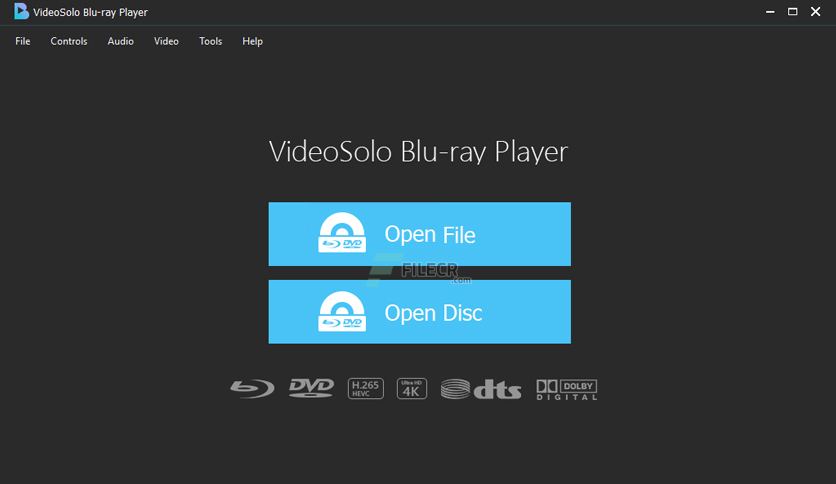 VideoSolo Blu-ray Player
File Controls Audio Video Tools Help
VideoSolo Blu-ray Player
DVD
Open File
FILECR
.com
DVD
Open Disc
DVD H.265 HEVC Ultra HD 4K dts DOLBY DIGITAL